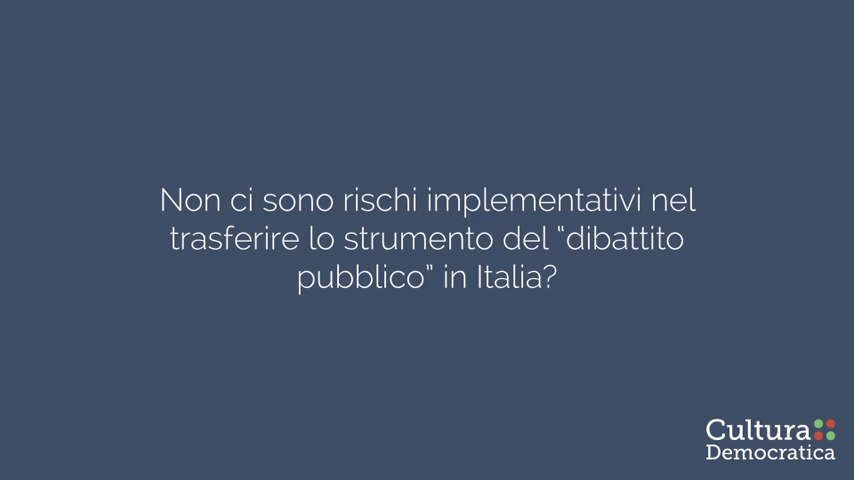 Non ci sono rischi implementativi nel
trasferire lo strumento del “dibattito
pubblico” in Italia?
Cultura
Democratica